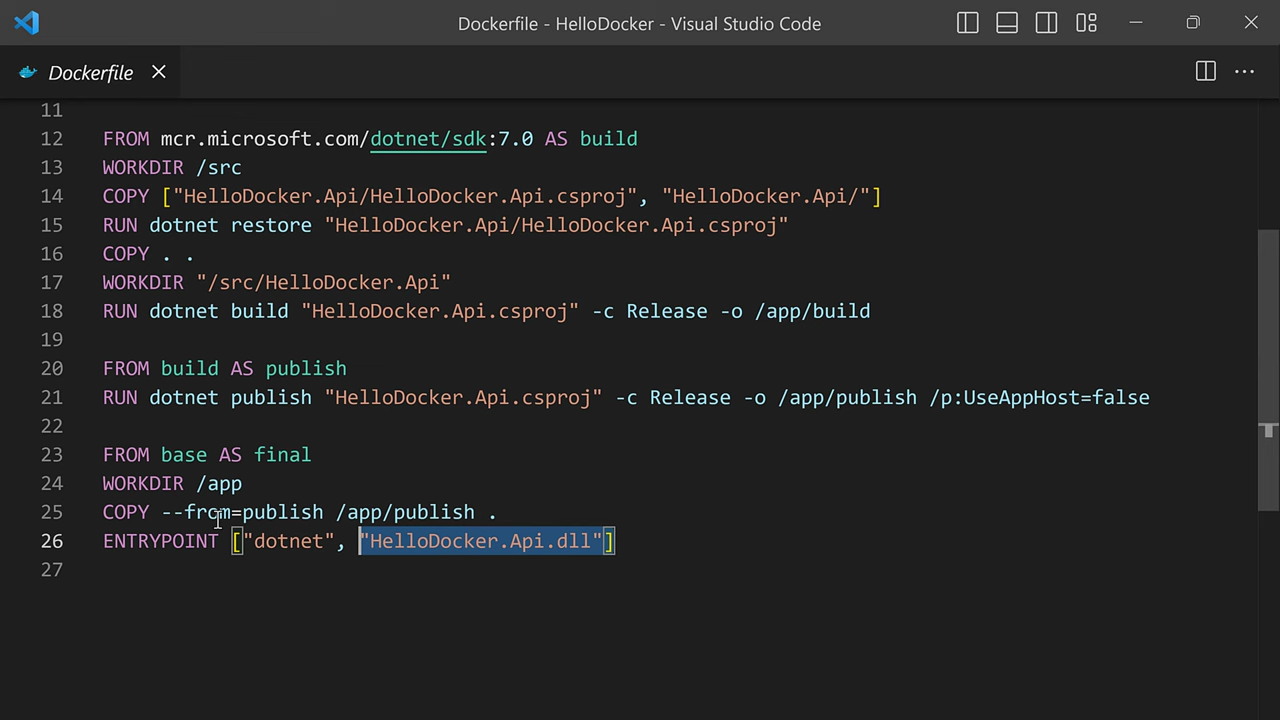 Dockerfile - HelloDocker - Visual Studio Code
Dockerfile
11
12 FROM mcr.microsoft.com/dotnet/sdk:7.0 AS build
13 WORKDIR /src
14 COPY ["HelloDocker.Api/HelloDocker.Api.csproj", "HelloDocker.Api/"]
15 RUN dotnet restore "HelloDocker.Api/HelloDocker.Api.csproj"
16 COPY . .
17 WORKDIR "/src/HelloDocker.Api"
18 RUN dotnet build "HelloDocker.Api.csproj" -c Release -o /app/build
19
20 FROM build AS publish
21 RUN dotnet publish "HelloDocker.Api.csproj" -c Release -o /app/publish /p:UseAppHost=false
22
23 FROM base AS final
24 WORKDIR /app
25 COPY --from=publish /app/publish .
26 ENTRYPOINT ["dotnet", "HelloDocker.Api.dll"]
27